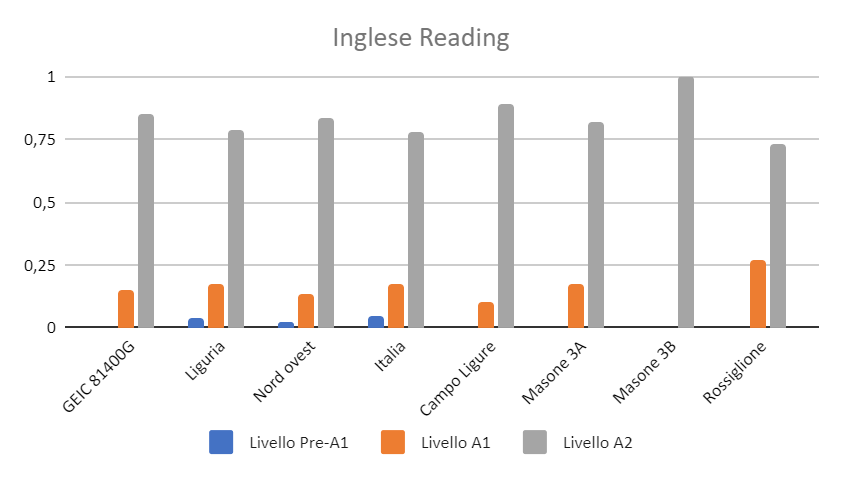 Inglese Reading
1
0,75
0,5
0,25
0
GEIC 81400G
Liguria
Nord ovest
Italia
Campo Ligure
Masone 3A
Masone 3B
Rossiglione
Livello Pre-A1
Livello A1
Livello A2